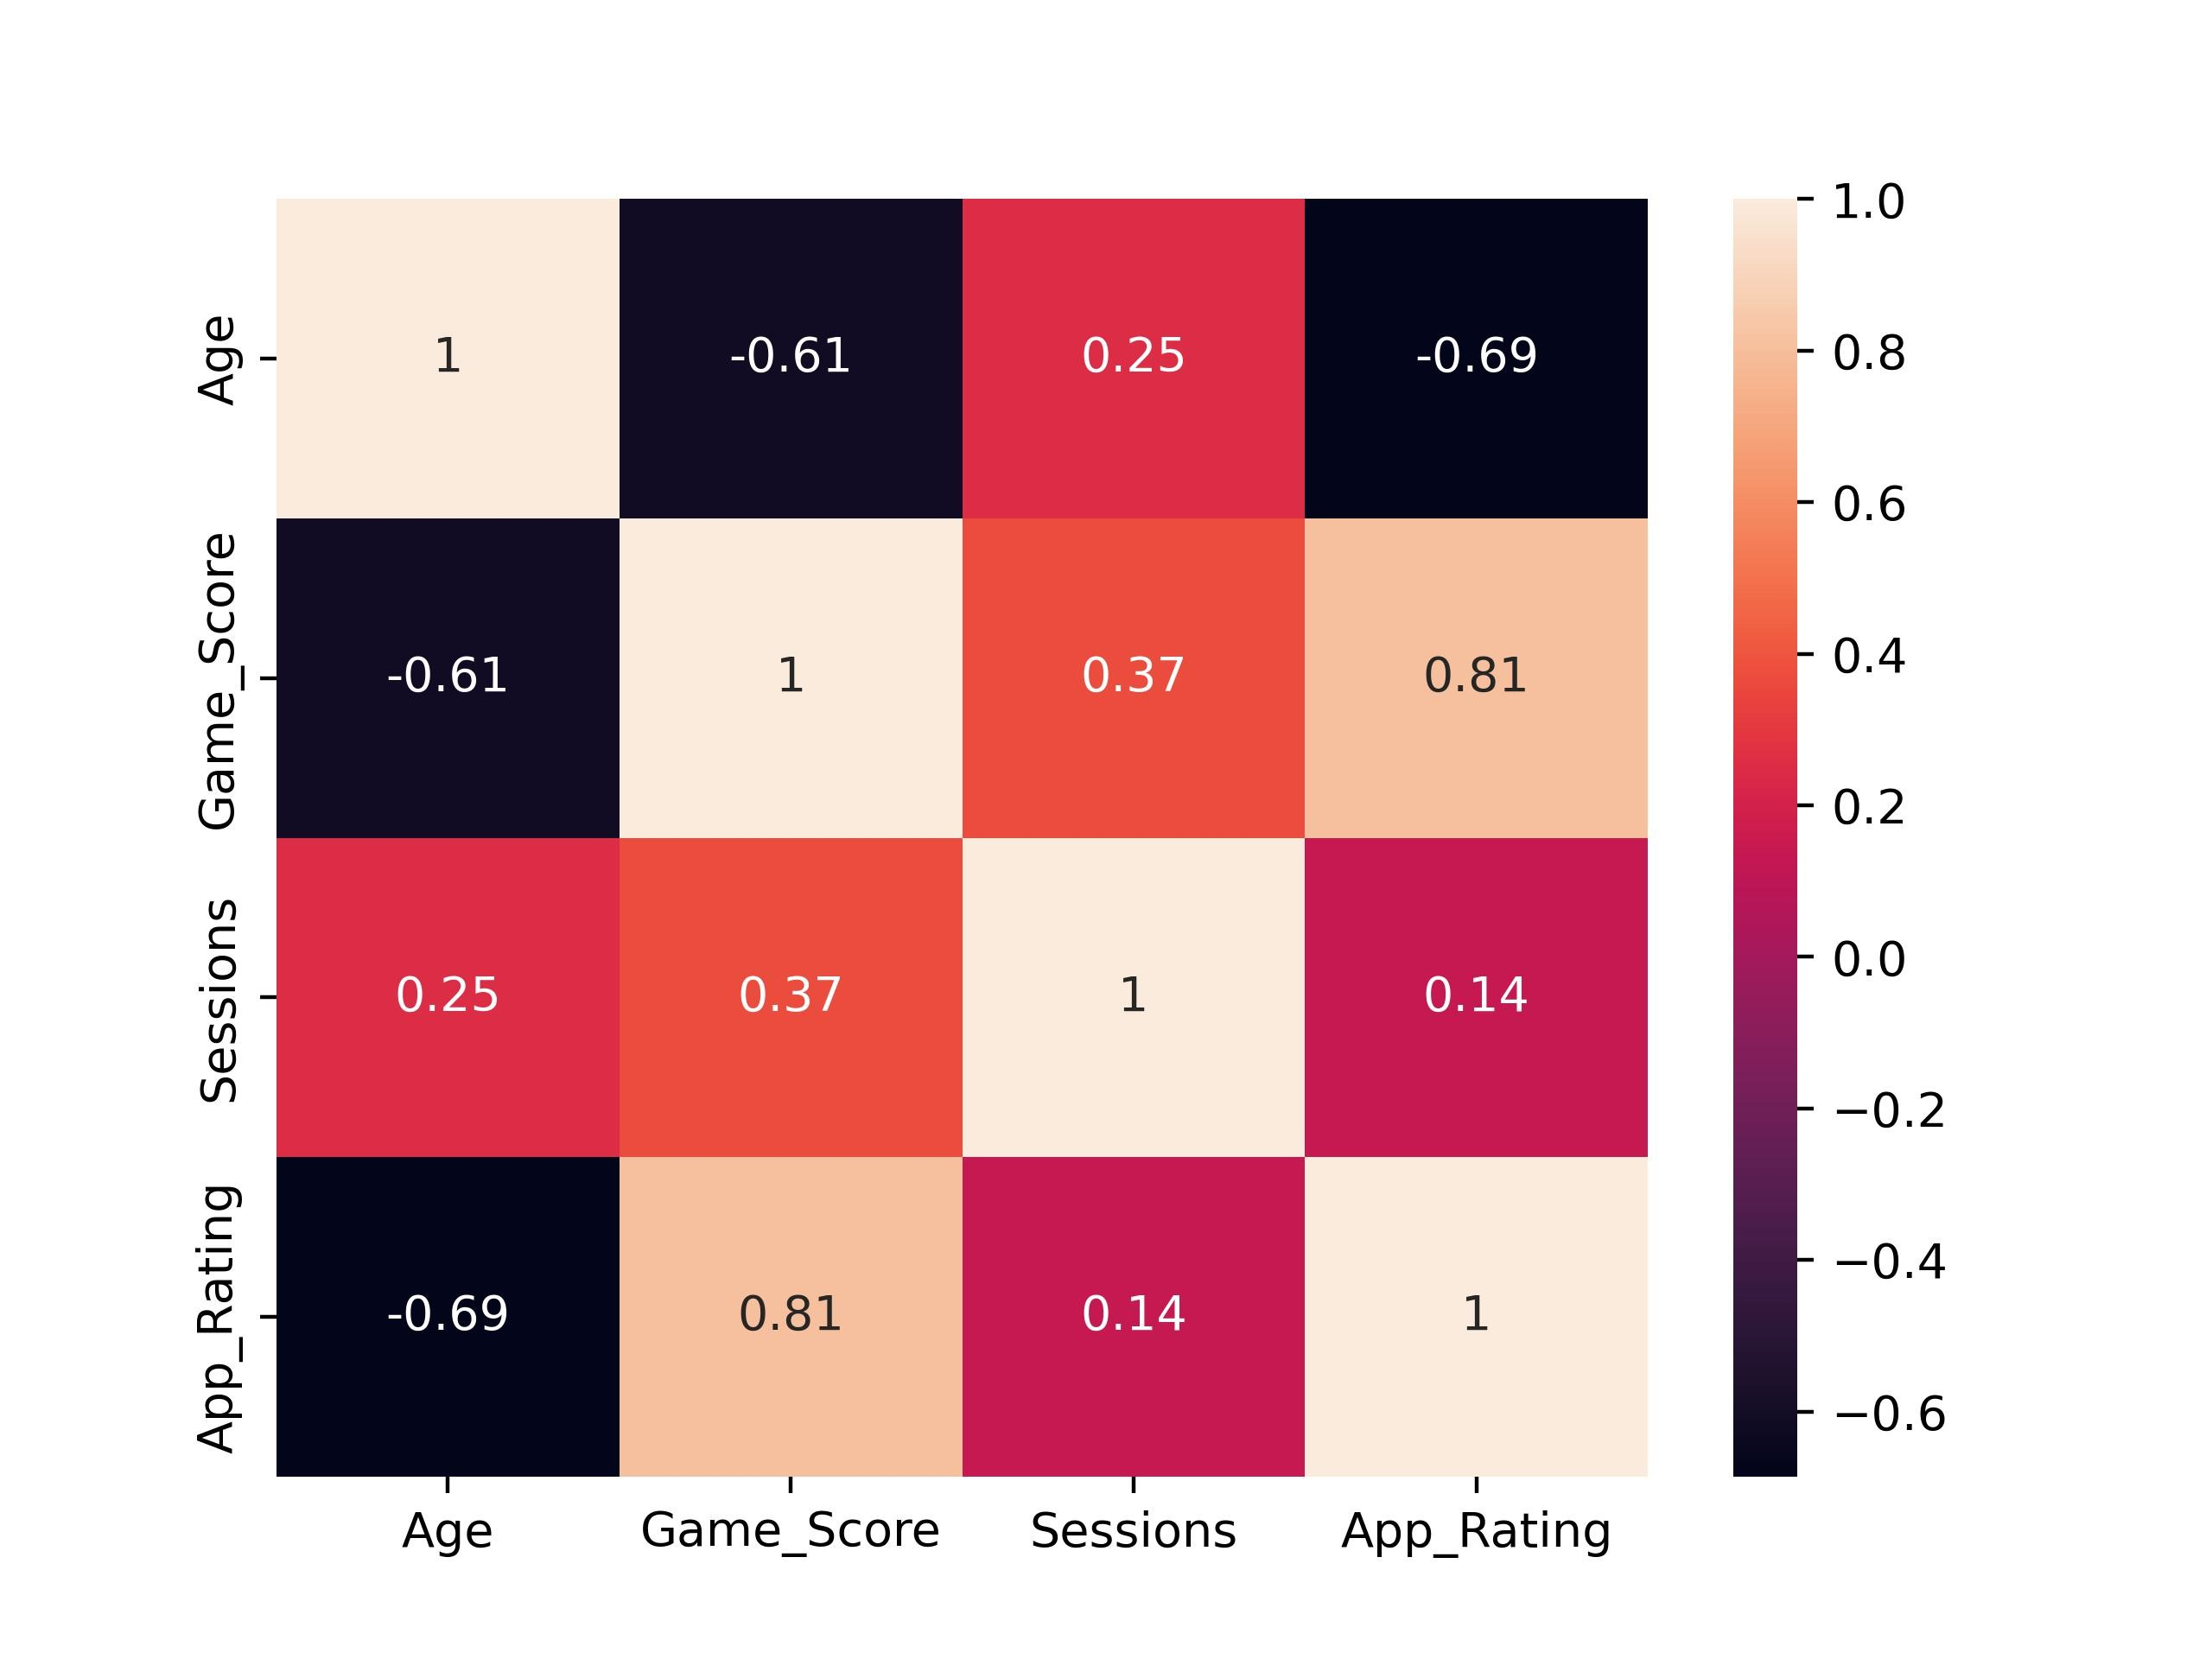 1.0
Age 1 -0.61 0.25 -0.69
0.8
0.6
Game_Score -0.61 1 0.37 0.81
0.4
0.2
Sessions 0.25 0.37 1 0.14
0.0
−0.2
App_Rating -0.69 0.81 0.14 1
−0.4
−0.6
Age Game_Score Sessions App_Rating